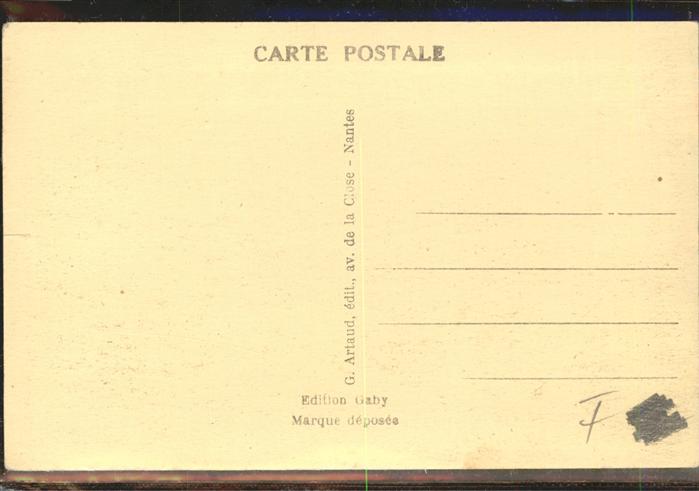 CARTE POSTALE
G. Artaud, édit., av. de la Close - Nantes
Edition Gaby
Marque déposée
F